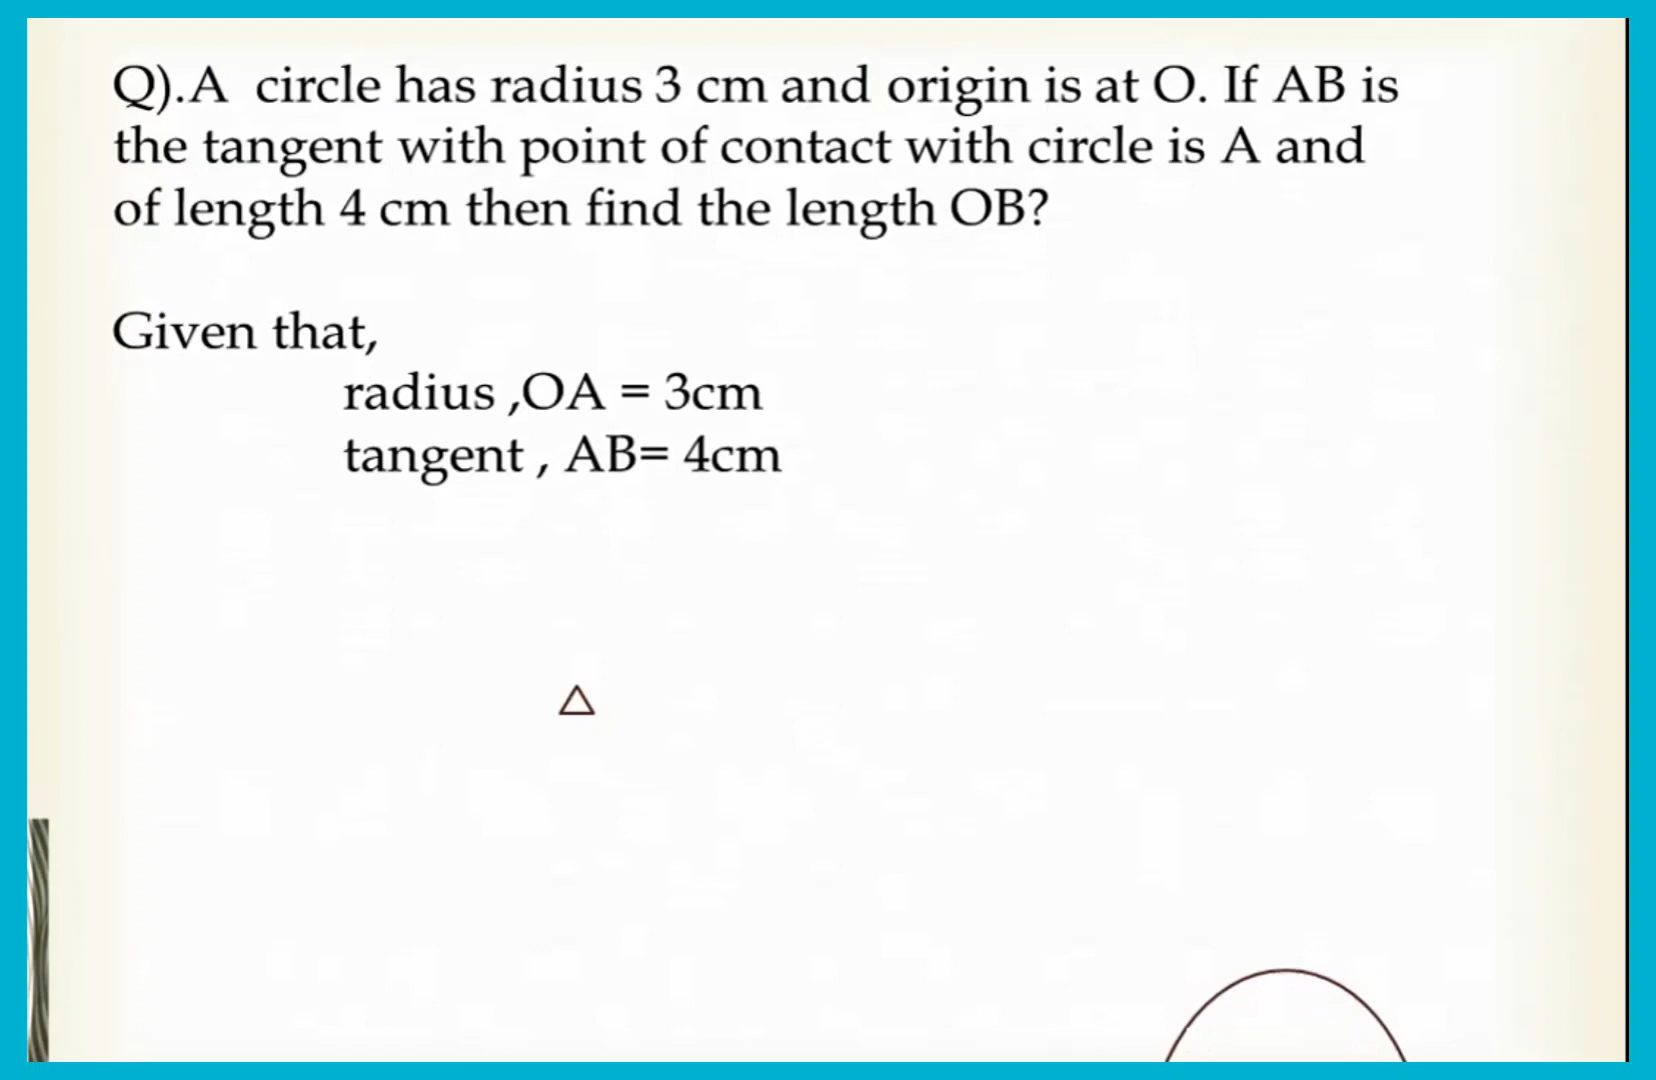 Q).A circle has radius 3 cm and origin is at O. If AB is
the tangent with point of contact with circle is A and
of length 4 cm then find the length OB?
Given that,
radius ,OA = 3cm
tangent , AB= 4cm
△